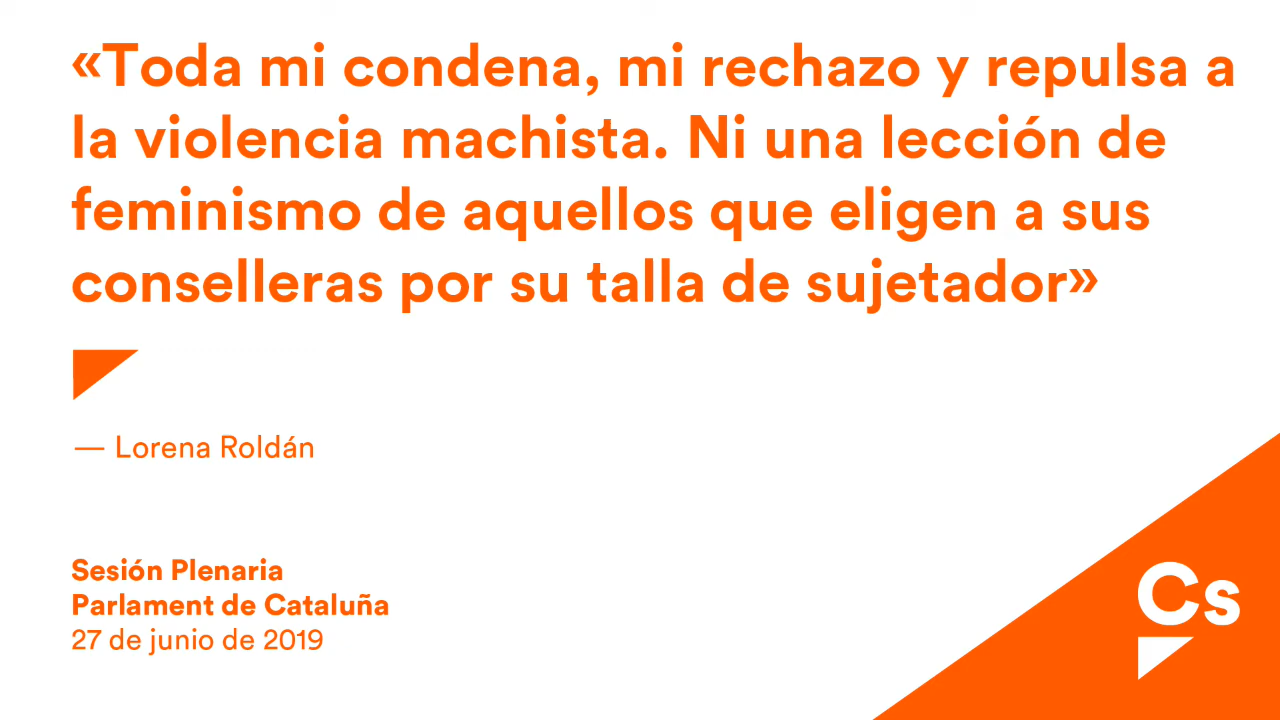 «Toda mi condena, mi rechazo y repulsa a
la violencia machista. Ni una lección de
feminismo de aquellos que eligen a sus
conselleras por su talla de sujetador»
— Lorena Roldán
Sesión Plenaria
Parlament de Cataluña
27 de junio de 2019
Cs